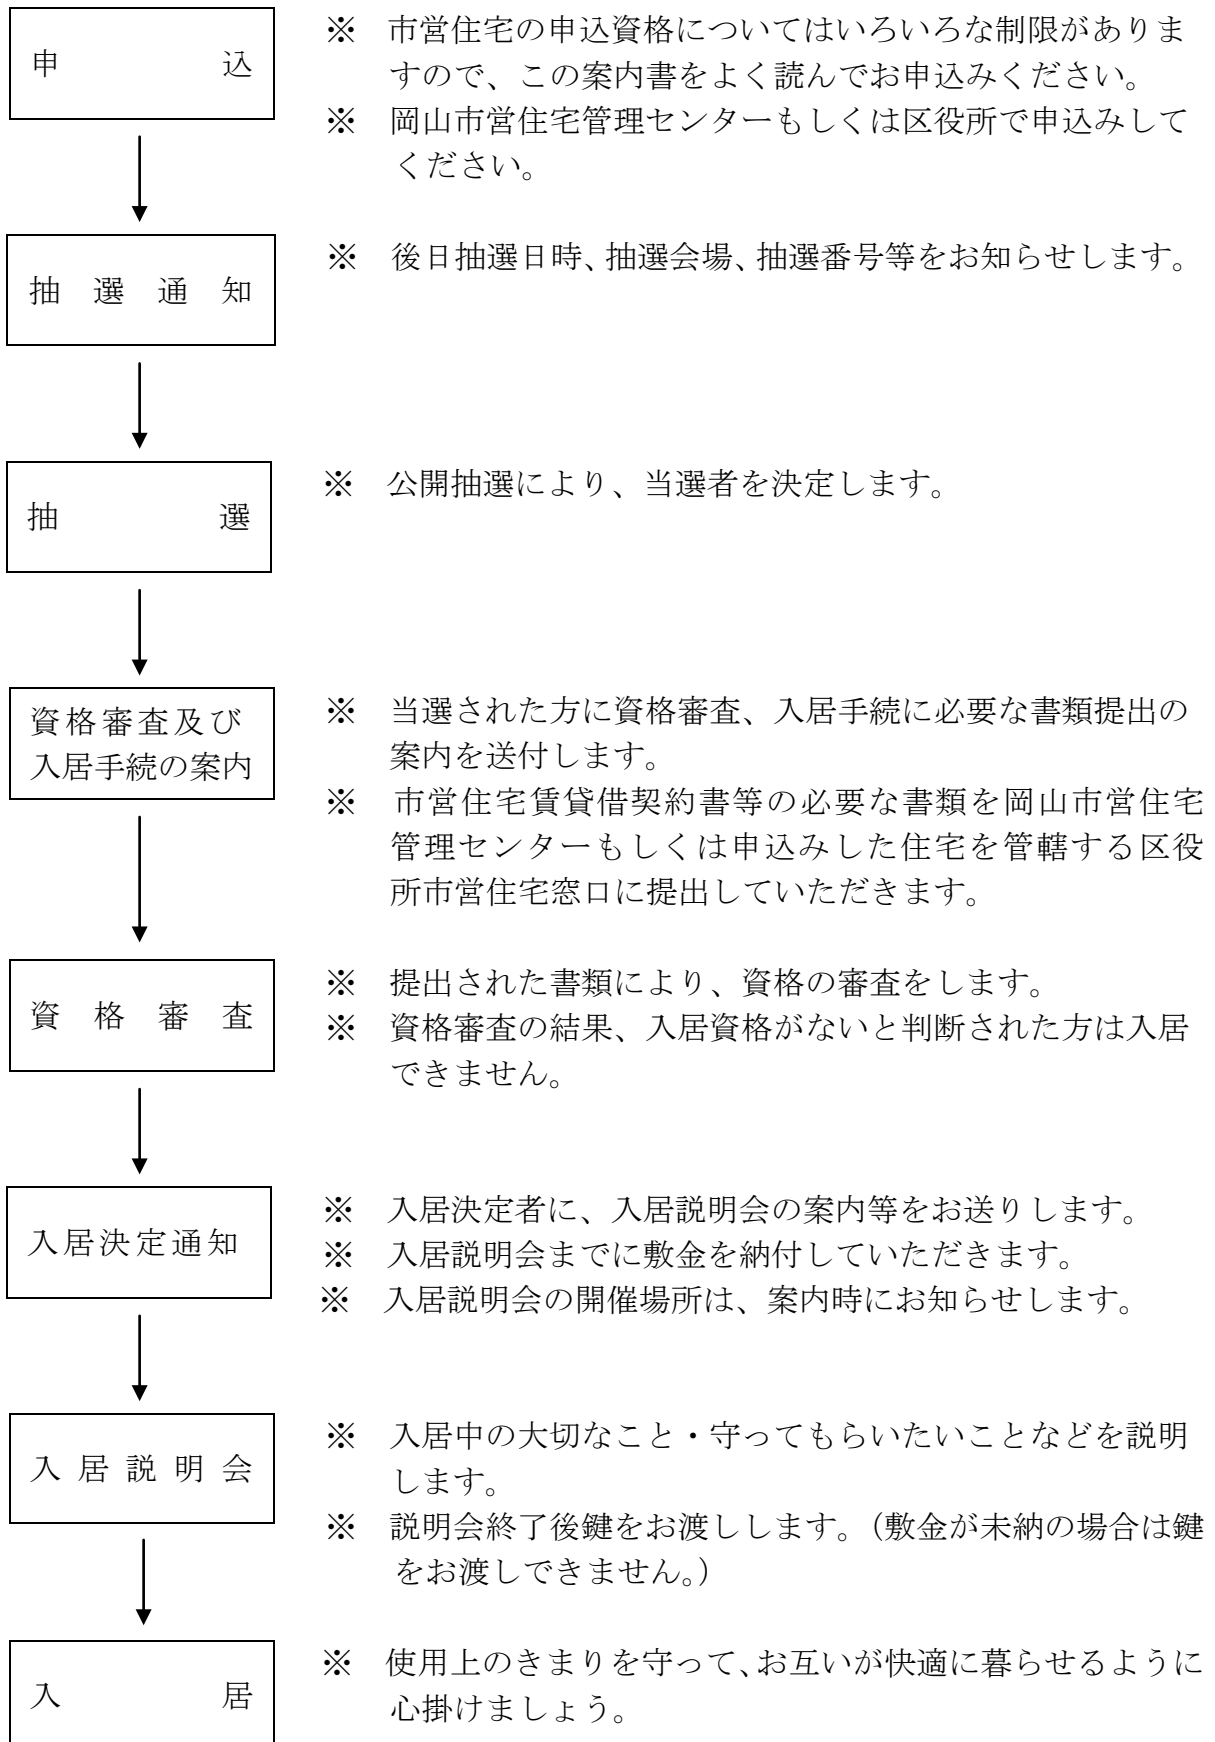 申込
※ 市営住宅の申込資格についてはいろいろな制限がありま
すので、この案内書をよく読んでお申込みください。
※ 岡山市営住宅管理センターもしくは区役所で申込みして
ください。
抽選通知
※ 後日抽選日時、抽選会場、抽選番号等をお知らせします。
抽選
※ 公開抽選により、当選者を決定します。
資格審査及び
入居手続の案内
※ 当選された方に資格審査、入居手続に必要な書類提出の
案内を送付します。
※ 市営住宅賃貸借契約書等の必要な書類を岡山市営住宅
管理センターもしくは申込みした住宅を管轄する区役
所市営住宅窓口に提出していただきます。
資格審査
※ 提出された書類により、資格の審査をします。
※ 資格審査の結果、入居資格がないと判断された方は入居
できません。
入居決定通知
※ 入居決定者に、入居説明会の案内等をお送りします。
※ 入居説明会までに敷金を納付していただきます。
※ 入居説明会の開催場所は、案内時にお知らせします。
入居説明会
※ 入居中の大切なこと・守ってもらいたいことなどを説明
します。
※ 説明会終了後鍵をお渡しします。(敷金が未納の場合は鍵
をお渡しできません。)
入居
※ 使用上のきまりを守って、お互いが快適に暮らせるように
心掛けましょう。